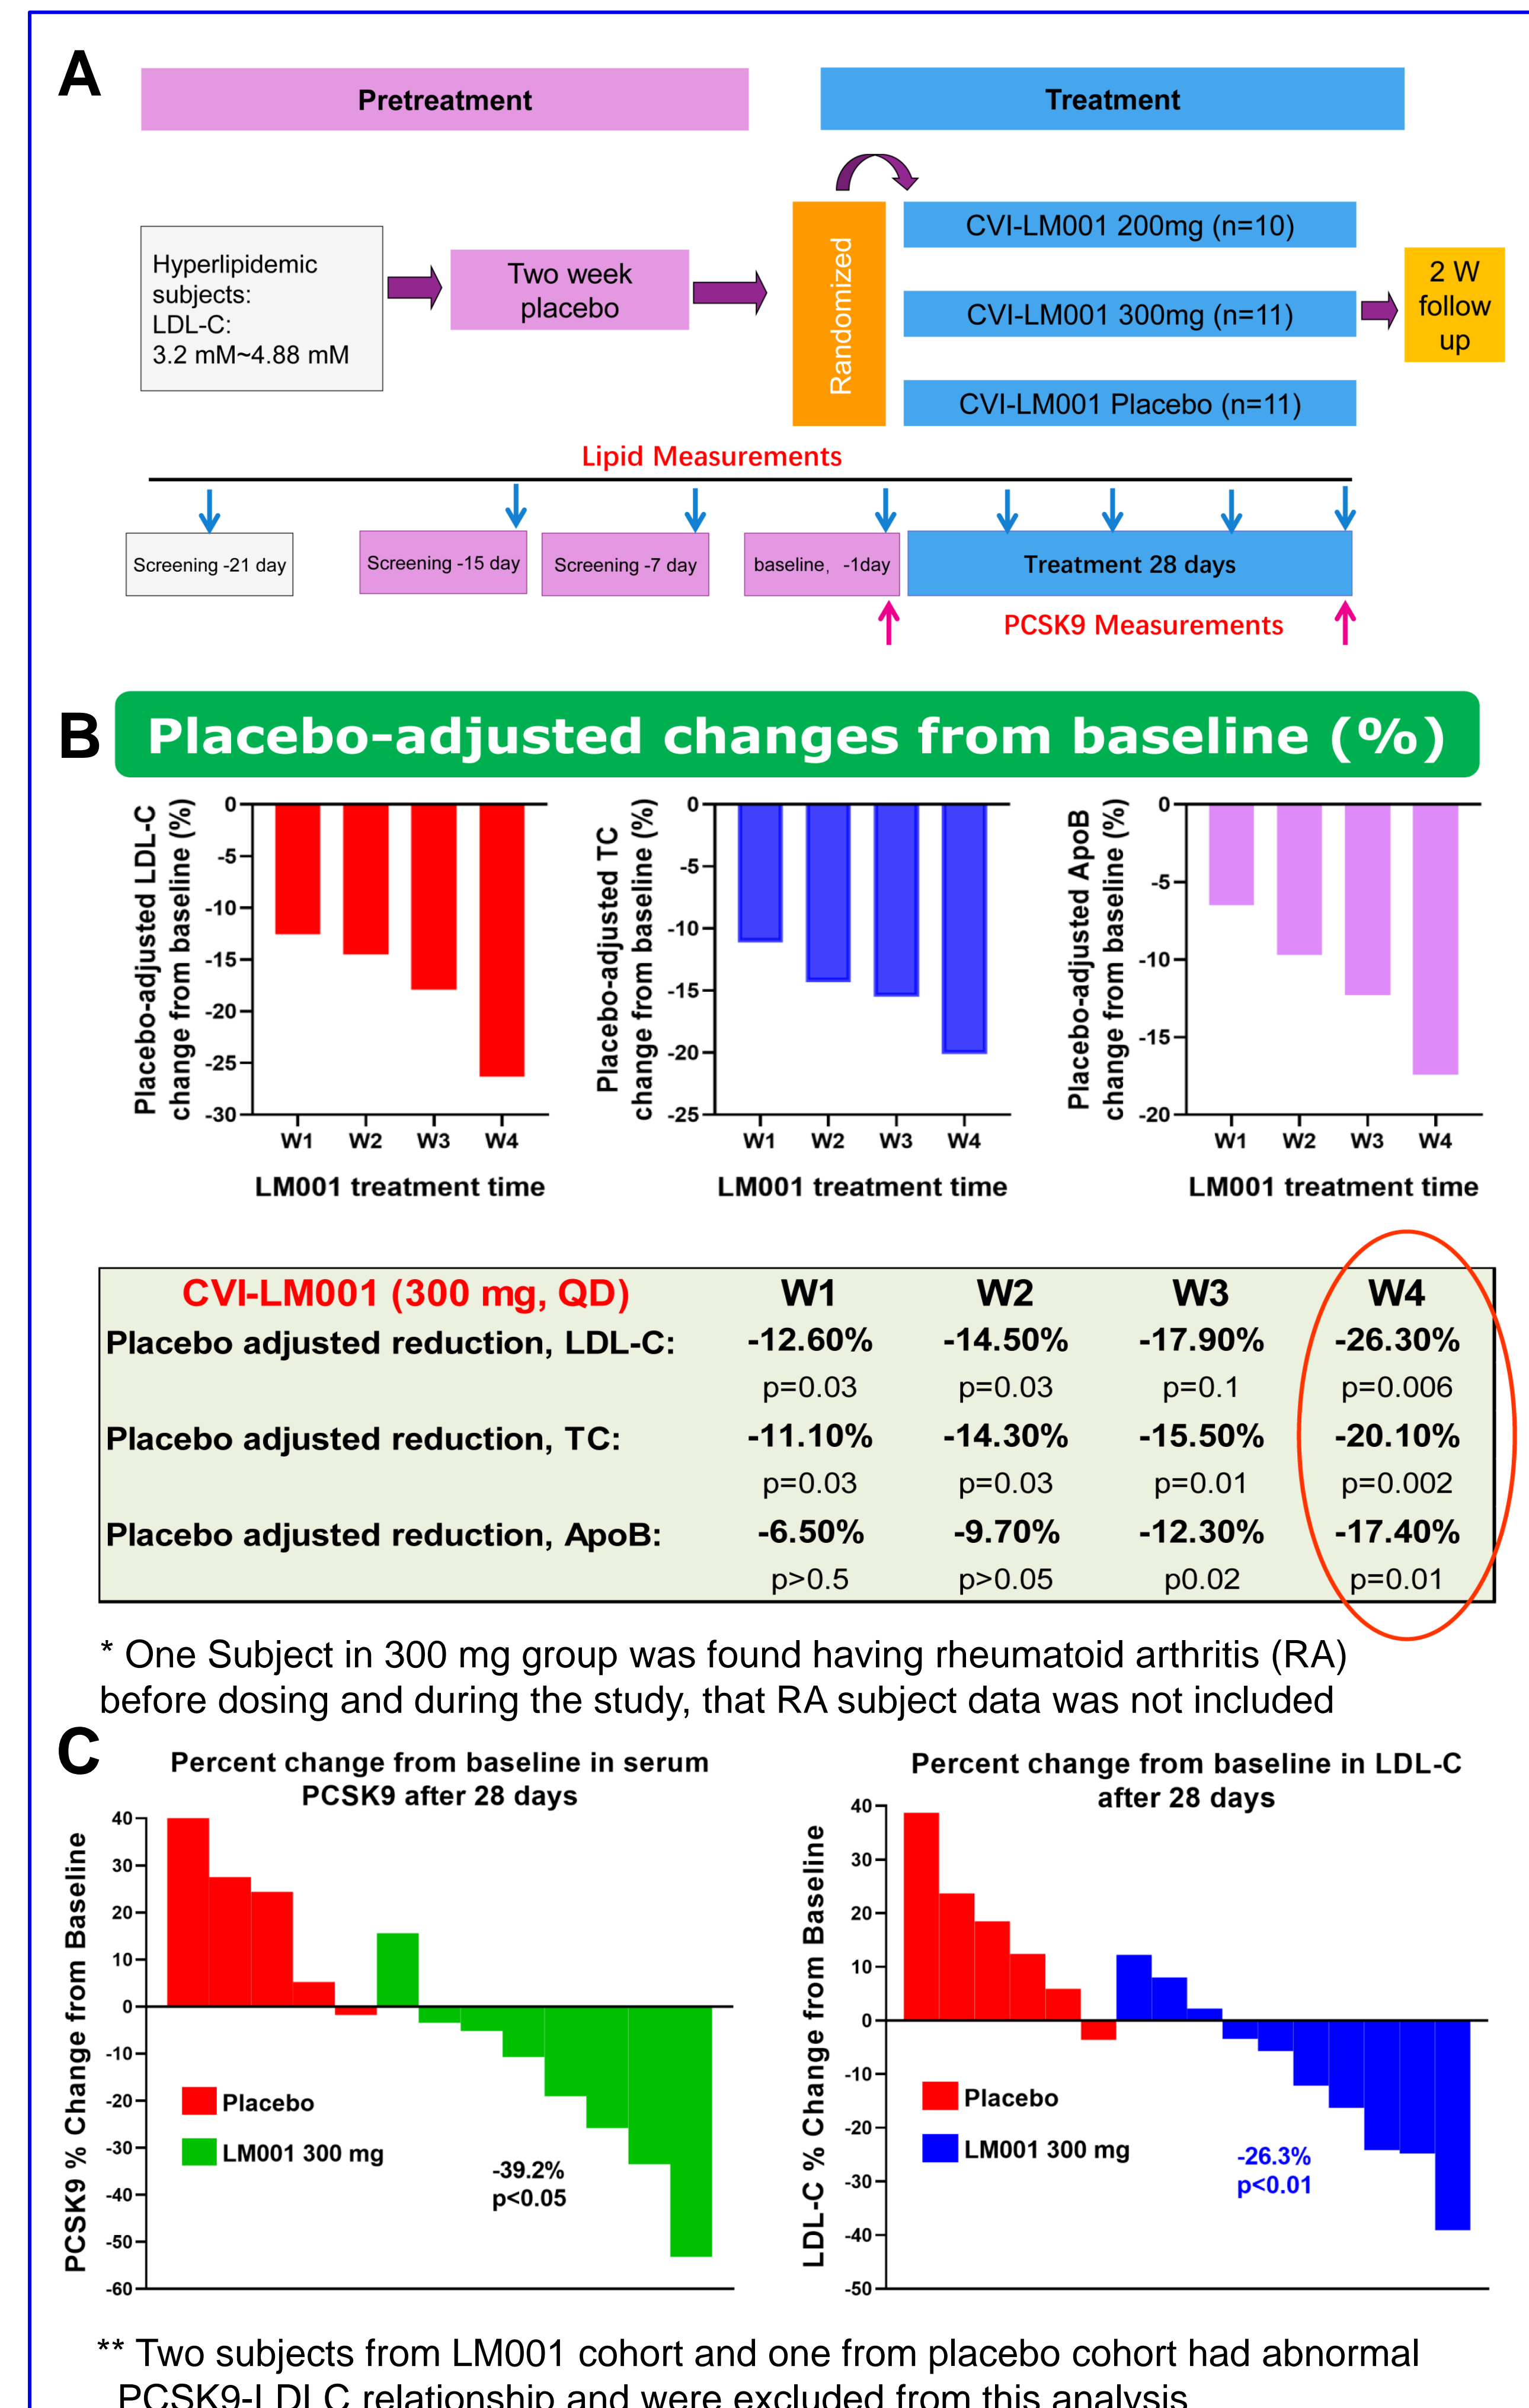 A
Pretreatment
Treatment
Hyperlipidemic
subjects:
LDL-C:
3.2 mM~4.88 mM
Two week
placebo
Randomized
CVI-LM001 200mg (n=10)
CVI-LM001 300mg (n=11)
CVI-LM001 Placebo (n=11)
2 W
follow
up
Lipid Measurements
Screening -21 day
Screening -15 day
Screening -7 day
baseline, -1day
Treatment 28 days
PCSK9 Measurements
B
Placebo-adjusted changes from baseline (%)
Placebo-adjusted LDL-C
change from baseline (%)
0
-5
-10
-15
-20
-25
-30
W1 W2 W3 W4
LM001 treatment time
Placebo-adjusted TC
change from baseline (%)
0
-5
-10
-15
-20
-25
W1 W2 W3 W4
LM001 treatment time
Placebo-adjusted ApoB
change from baseline (%)
0
-5
-10
-15
-20
W1 W2 W3 W4
LM001 treatment time
CVI-LM001 (300 mg, QD) W1 W2 W3 W4
Placebo adjusted reduction, LDL-C: -12.60% -14.50% -17.90% -26.30%
p=0.03 p=0.03 p=0.1 p=0.006
Placebo adjusted reduction, TC: -11.10% -14.30% -15.50% -20.10%
p=0.03 p=0.03 p=0.01 p=0.002
Placebo adjusted reduction, ApoB: -6.50% -9.70% -12.30% -17.40%
p>0.5 p>0.05 p0.02 p=0.01
* One Subject in 300 mg group was found having rheumatoid arthritis (RA)
before dosing and during the study, that RA subject data was not included
C
Percent change from baseline in serum
PCSK9 after 28 days
PCSK9 % Change from Baseline
40
30
20
10
0
-10
-20
-30
-40
-50
-60
Placebo
LM001 300 mg
-39.2%
p<0.05
Percent change from baseline in LDL-C
after 28 days
LDL-C % Change from Baseline
40
30
20
10
0
-10
-20
-30
-40
-50
Placebo
LM001 300 mg
-26.3%
p<0.01
** Two subjects from LM001 cohort and one from placebo cohort had abnormal
PCSK9-LDLC relationship and were excluded from this analysis